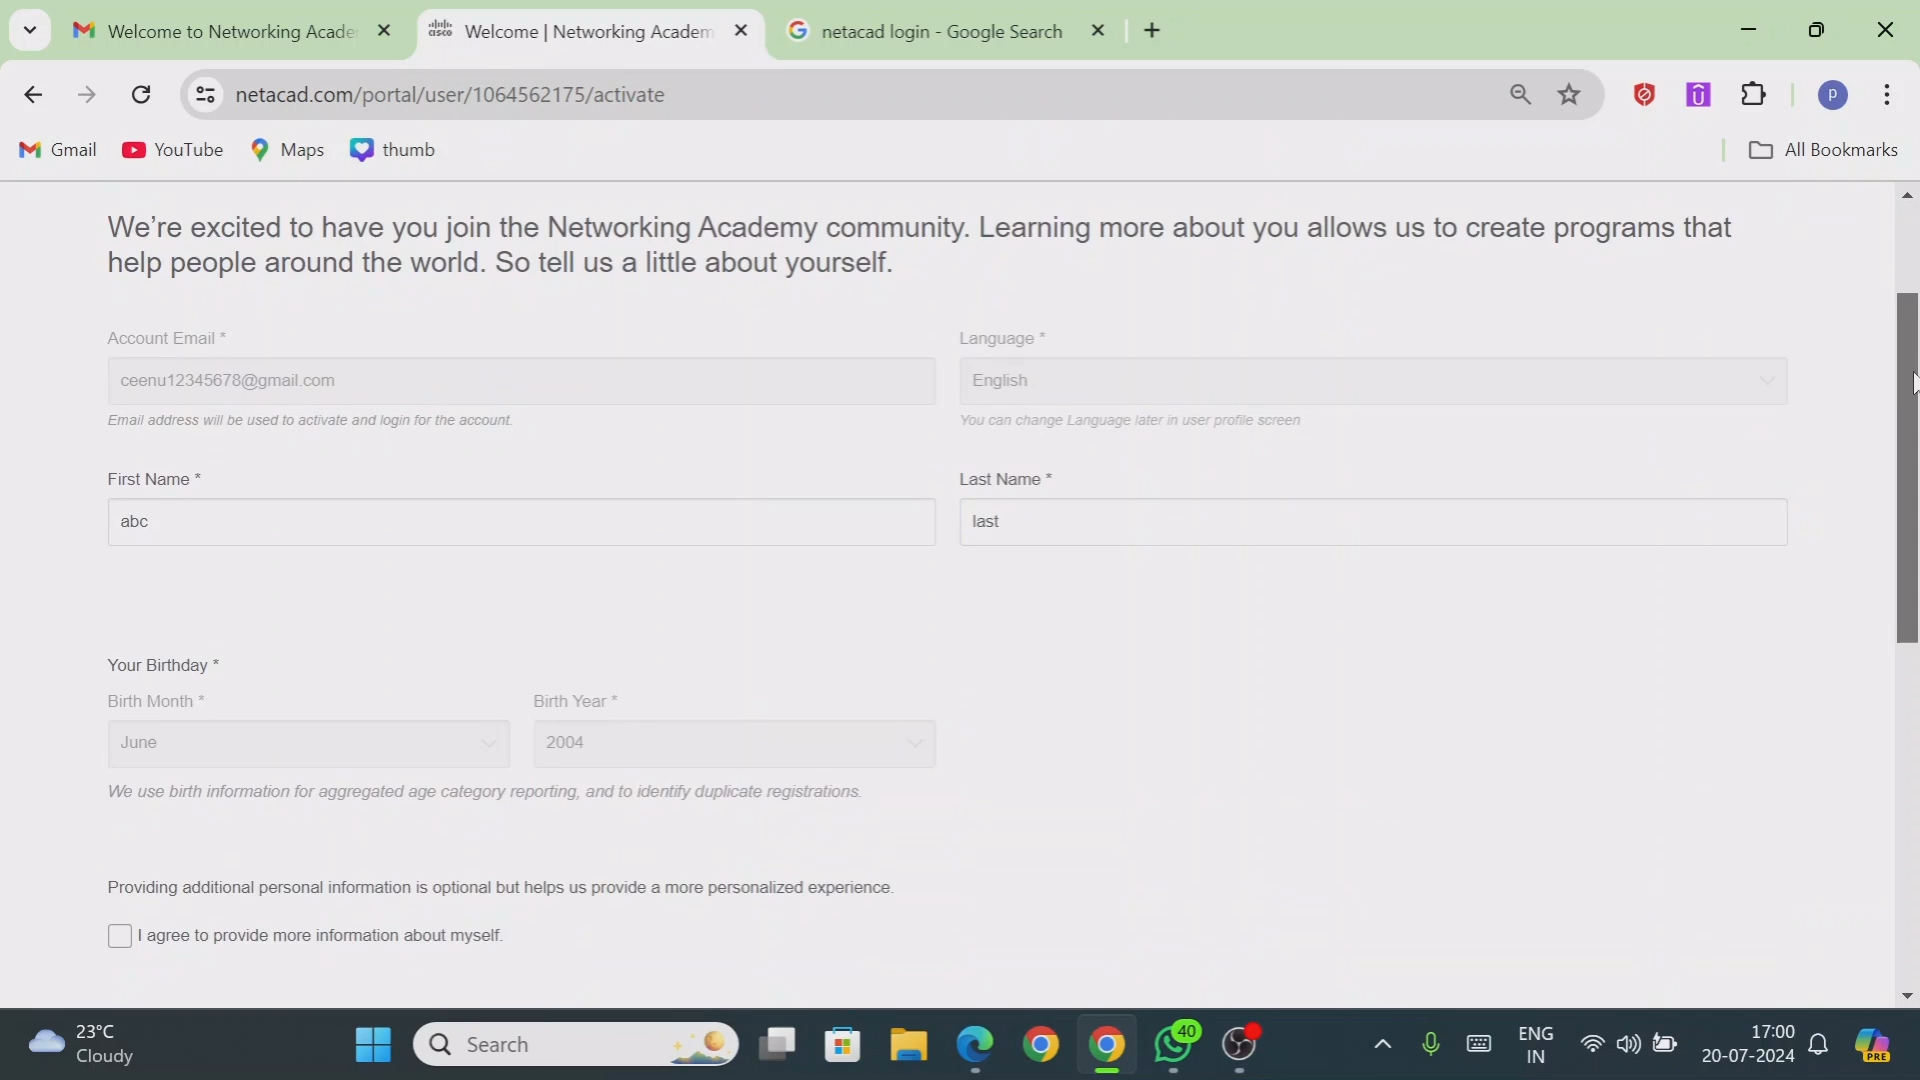 Welcome to Networking Acade
Welcome | Networking Academ
netacad login - Google Search
netacad.com/portal/user/1064562175/activate
p
Gmail
YouTube
Maps
thumb
All Bookmarks
We’re excited to have you join the Networking Academy community. Learning more about you allows us to create programs that
help people around the world. So tell us a little about yourself.
Account Email *
Language *
ceenu12345678@gmail.com
English
Email address will be used to activate and login for the account.
You can change Language later in user profile screen
First Name *
Last Name *
abc
last
Your Birthday *
Birth Month *
Birth Year *
June
2004
We use birth information for aggregated age category reporting, and to identify duplicate registrations.
Providing additional personal information is optional but helps us provide a more personalized experience.
I agree to provide more information about myself.
23°C
Cloudy
Search
40
ENG
IN
17:00
20-07-2024
PRE